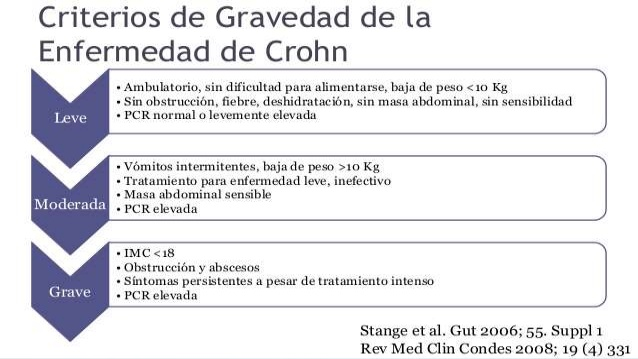 Criterios de Gravedad de la
Enfermedad de Crohn
Leve
• Ambulatorio, sin dificultad para alimentarse, baja de peso <10 Kg
• Sin obstrucción, fiebre, deshidratación, sin masa abdominal, sin sensibilidad
• PCR normal o levemente elevada
Moderada
• Vómitos intermitentes, baja de peso >10 Kg
• Tratamiento para enfermedad leve, inefectivo
• Masa abdominal sensible
• PCR elevada
Grave
• IMC <18
• Obstrucción y abscesos
• Síntomas persistentes a pesar de tratamiento intenso
• PCR elevada
Stange et al. Gut 2006; 55. Suppl 1
Rev Med Clin Condes 2008; 19 (4) 331